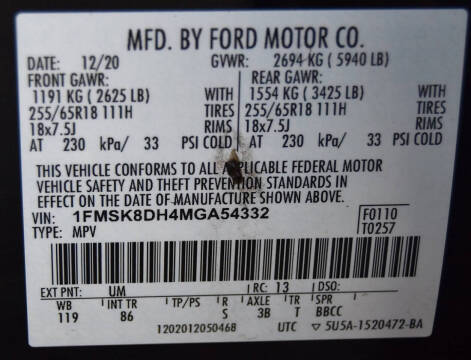 MFD. BY FORD MOTOR CO.
DATE: 12/20 GVWR: 2694 KG ( 5940 LB)
FRONT GAWR: REAR GAWR:
1191 KG ( 2625 LB) WITH 1554 KG ( 3425 LB) WITH
255/65R18 111H TIRES 255/65R18 111H TIRES
18x7.5J RIMS 18x7.5J RIMS
AT 230 kPa/ 33 PSI COLD AT 230 kPa/ 33 PSI COLD
THIS VEHICLE CONFORMS TO ALL APPLICABLE FEDERAL MOTOR
VEHICLE SAFETY AND THEFT PREVENTION STANDARDS IN
EFFECT ON THE DATE OF MANUFACTURE SHOWN ABOVE.
VIN: 1FMSK8DH4MGA54332 F0110
TYPE: MPV T0257
EXT PNT: UM RC: 13 DSO:
WB INT TR TP/PS R AXLE TR SPR
119 86 S 3B T BBCC
1202012050468 UTC 5U5A-1520472-BA